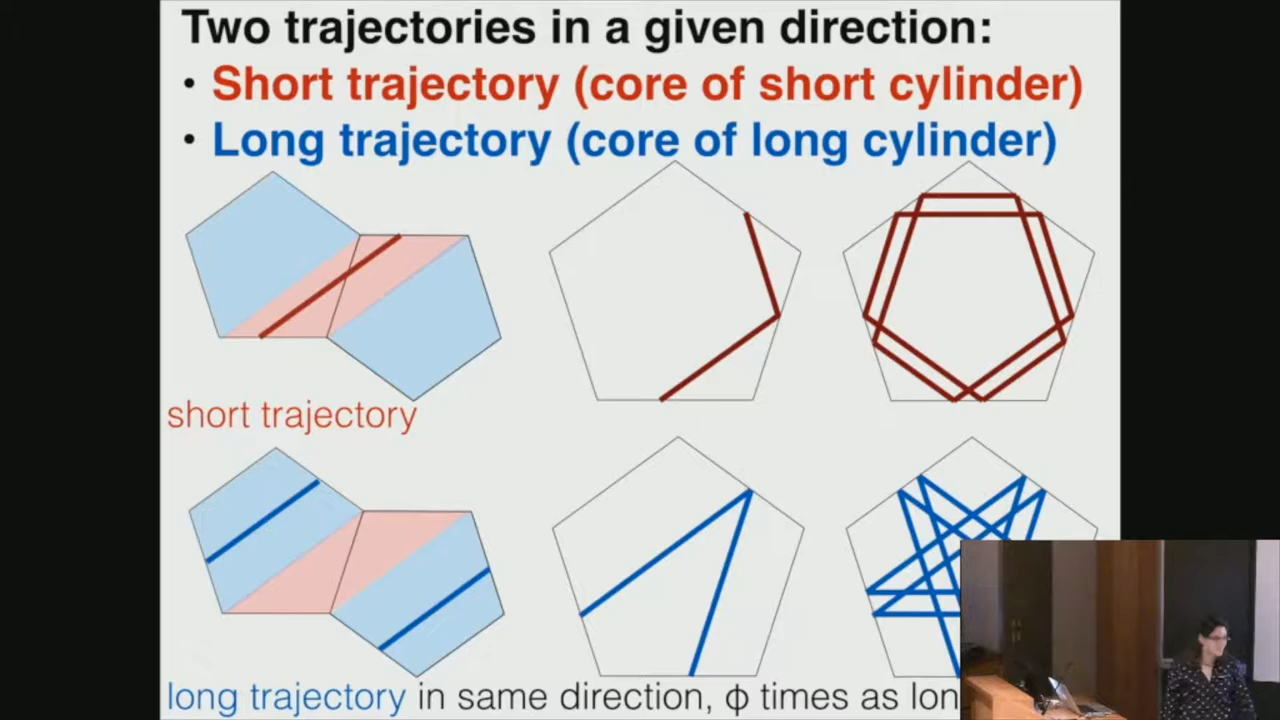 Two trajectories in a given direction:
• Short trajectory (core of short cylinder)
• Long trajectory (core of long cylinder)
short trajectory
long trajectory in same direction, ϕ times as lon